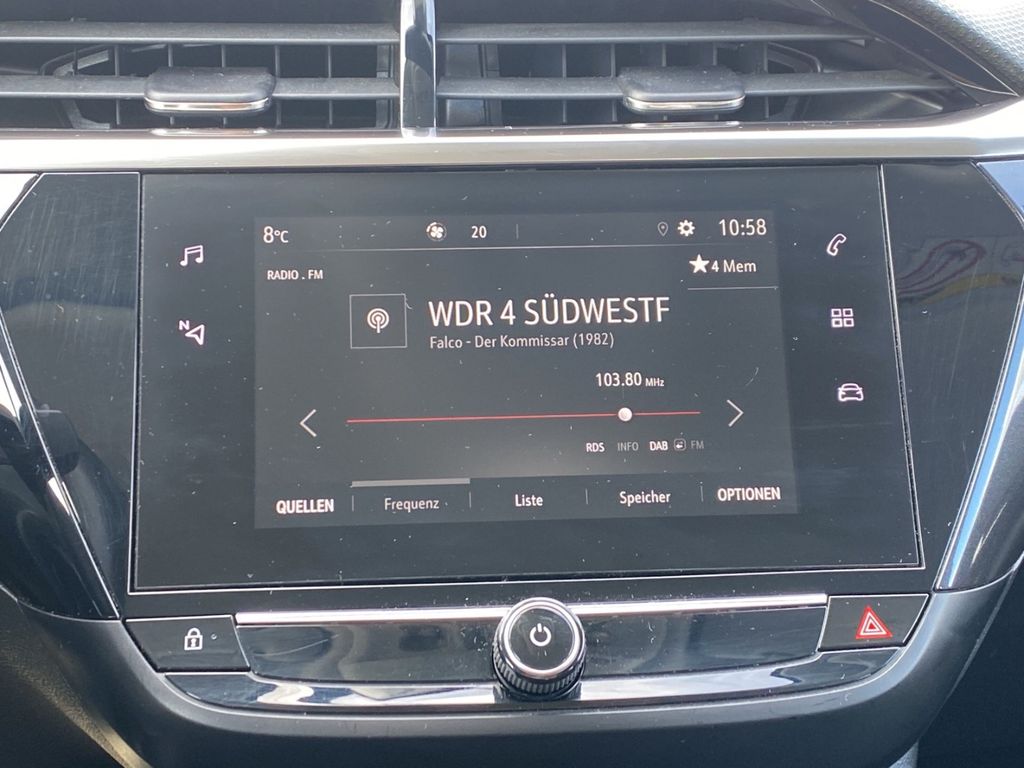 8°C 20 10:58
RADIO . FM
4 Mem
WDR 4 SÜDWESTF
Falco - Der Kommissar (1982)
103.80 MHz
RDS INFO DAB FM
QUELLEN Frequenz Liste Speicher OPTIONEN
N